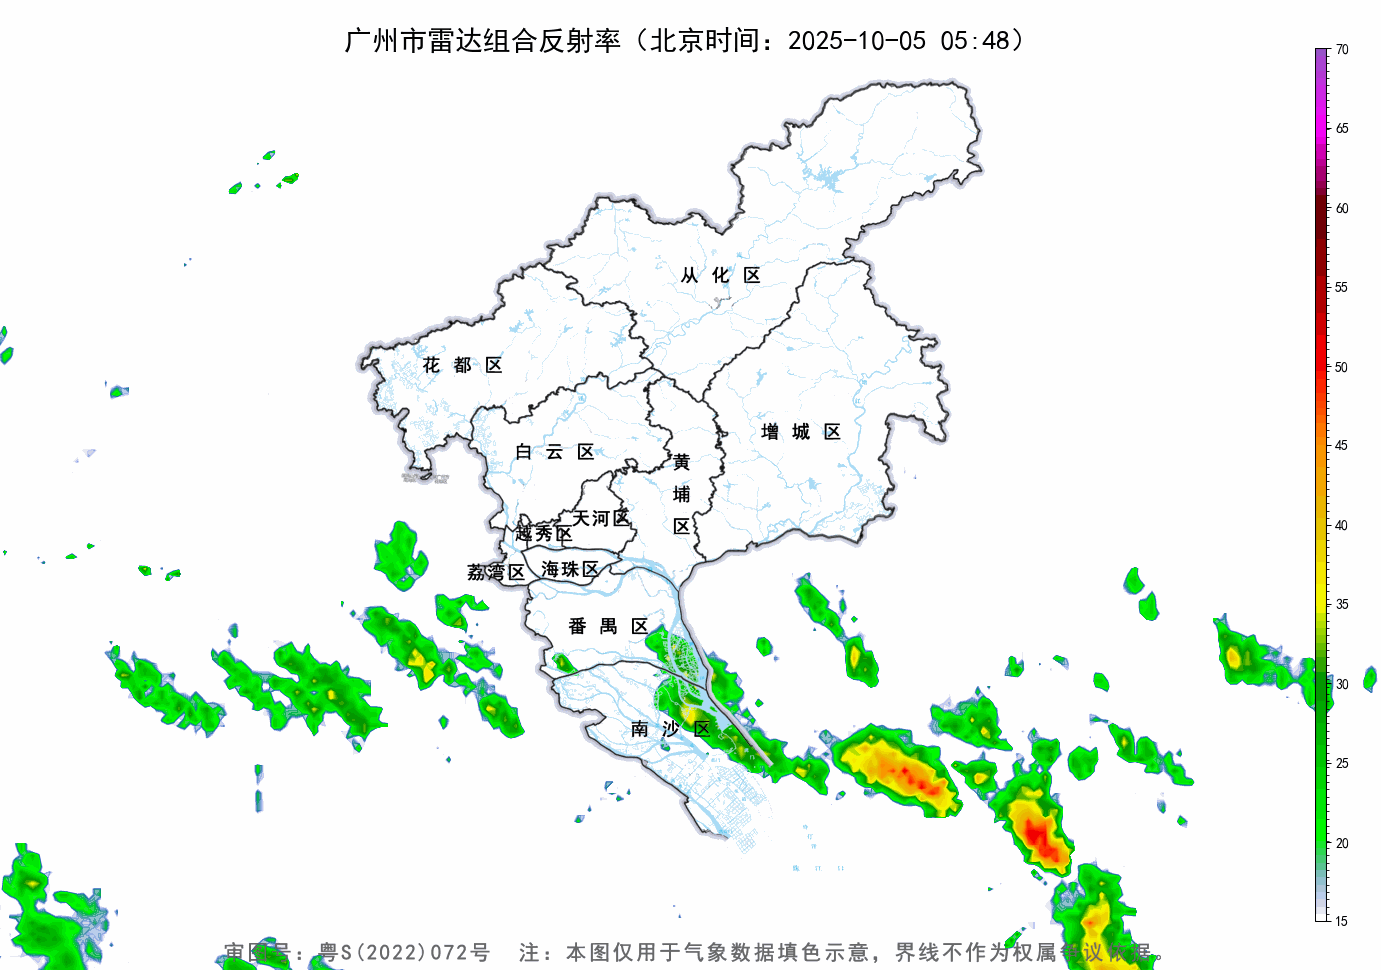 广州市雷达组合反射率（北京时间：2025-10-05 05:48）
70
65
60
55
50
45
40
35
30
25
20
15
从化区
花都区
增城区
白云区
黄埔区
天河区
越秀区
荔湾区
海珠区
番禺区
南沙区
审图号：粤S(2022)072号 注：本图仅用于气象数据填色示意，界线不作为权属争议依据。